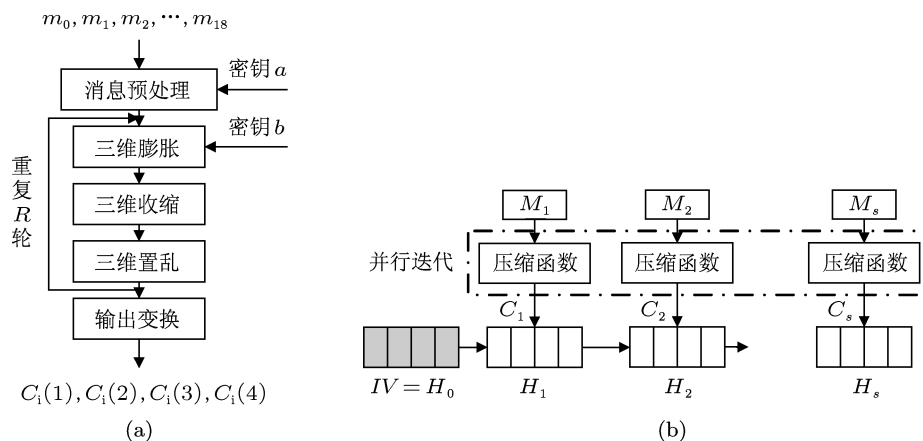 m₀, m₁, m₂, ···, m₁₈
密钥 a
消息预处理
密钥 b
三维膨胀
重复R轮
三维收缩
三维置乱
输出变换
Cᵢ(1), Cᵢ(2), Cᵢ(3), Cᵢ(4)
(a)
M₁
M₂
Mₛ
并行迭代
压缩函数
压缩函数
压缩函数
C₁
C₂
Cₛ
IV = H₀
H₁
H₂
Hₛ
(b)